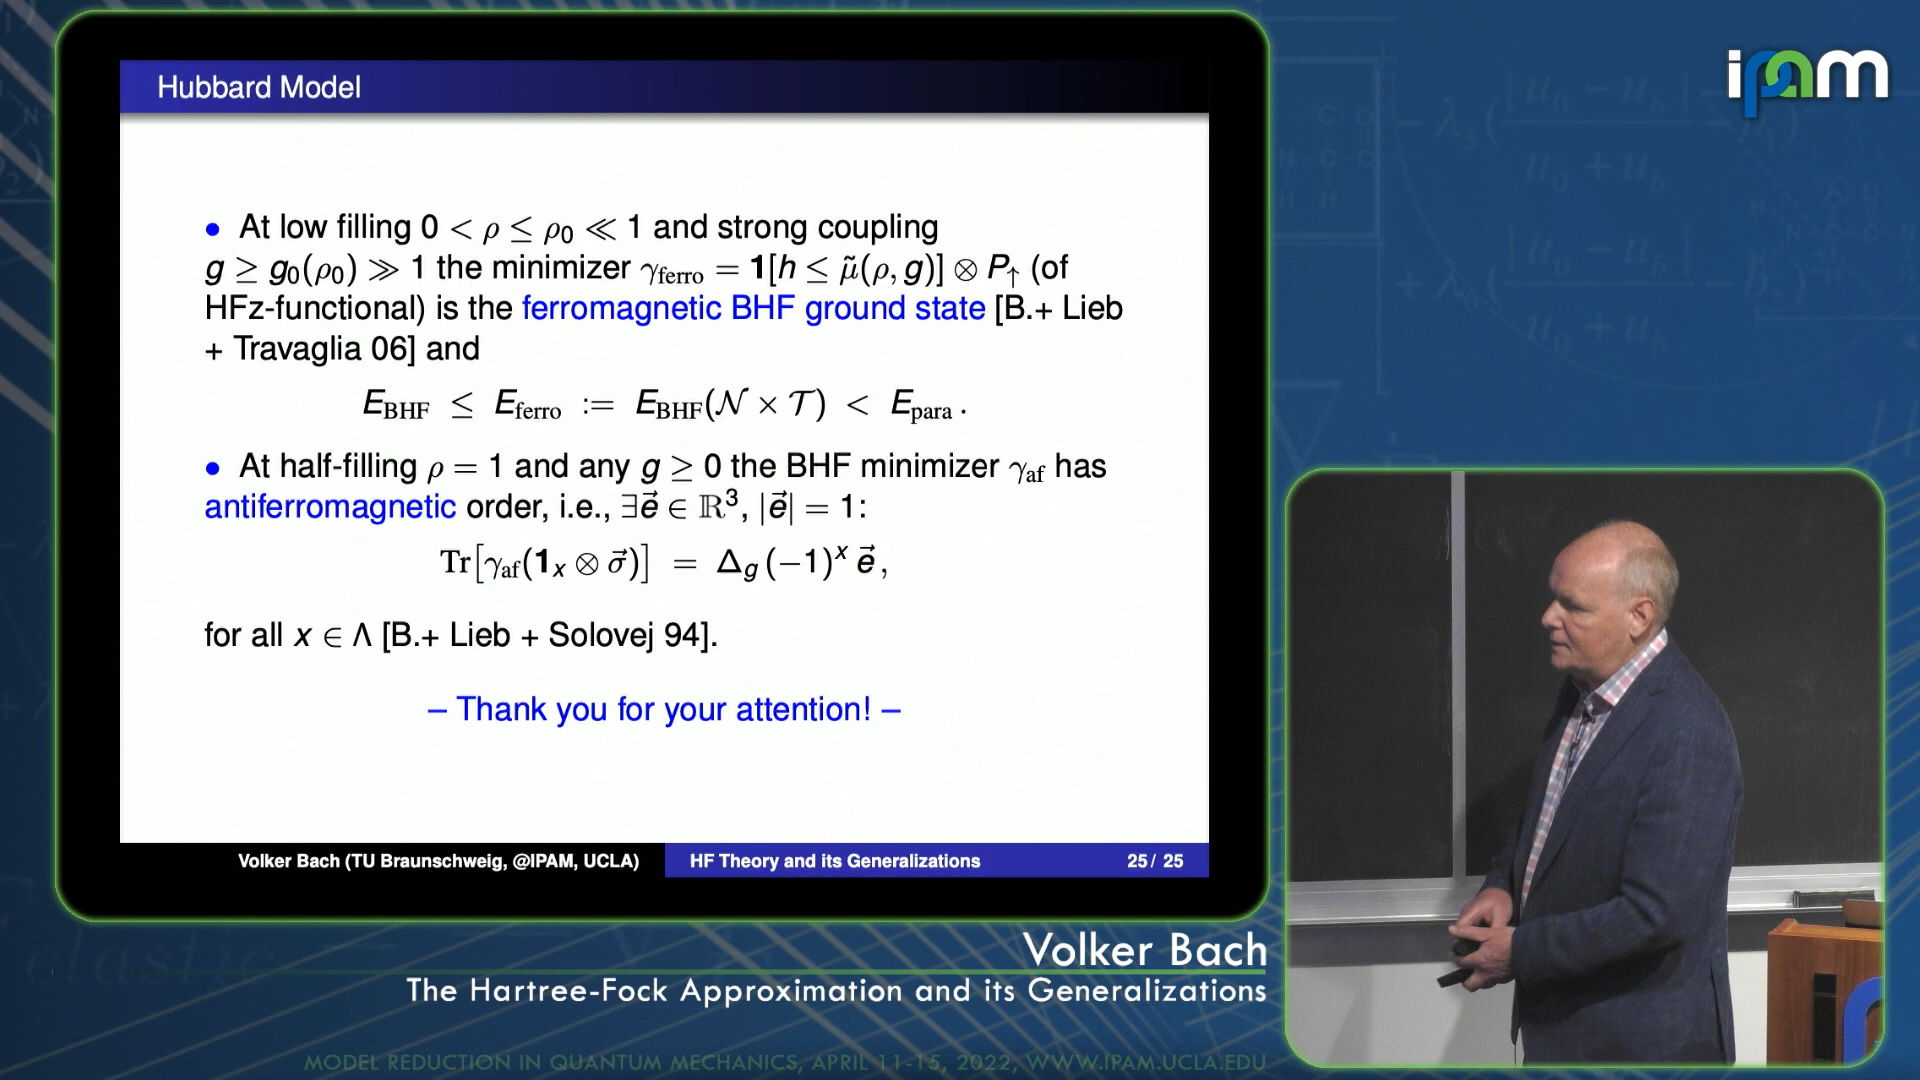 ipam
Hubbard Model
• At low filling 0 < ρ ≤ ρ₀ ≪ 1 and strong coupling
g ≥ g₀(ρ₀) ≫ 1 the minimizer γ_ferro = 𝟏[h ≤ μ̃(ρ, g)] ⊗ P_↑ (of
HFz-functional) is the ferromagnetic BHF ground state [B.+ Lieb
+ Travaglia 06] and
E_BHF ≤ E_ferro := E_BHF(𝒩 × 𝒯) < E_para .
• At half-filling ρ = 1 and any g ≥ 0 the BHF minimizer γ_af has
antiferromagnetic order, i.e., ∃e⃗ ∈ ℝ³, |e⃗| = 1:
Tr[γ_af(𝟏_x ⊗ σ⃗)] = Δ_g (−1)^x e⃗,
for all x ∈ Λ [B.+ Lieb + Solovej 94].
– Thank you for your attention! –
Volker Bach (TU Braunschweig, @IPAM, UCLA) HF Theory and its Generalizations 25 / 25
Volker Bach
The Hartree-Fock Approximation and its Generalizations
MODEL REDUCTION IN QUANTUM MECHANICS, APRIL 11-15, 2022, WWW.IPAM.UCLA.EDU